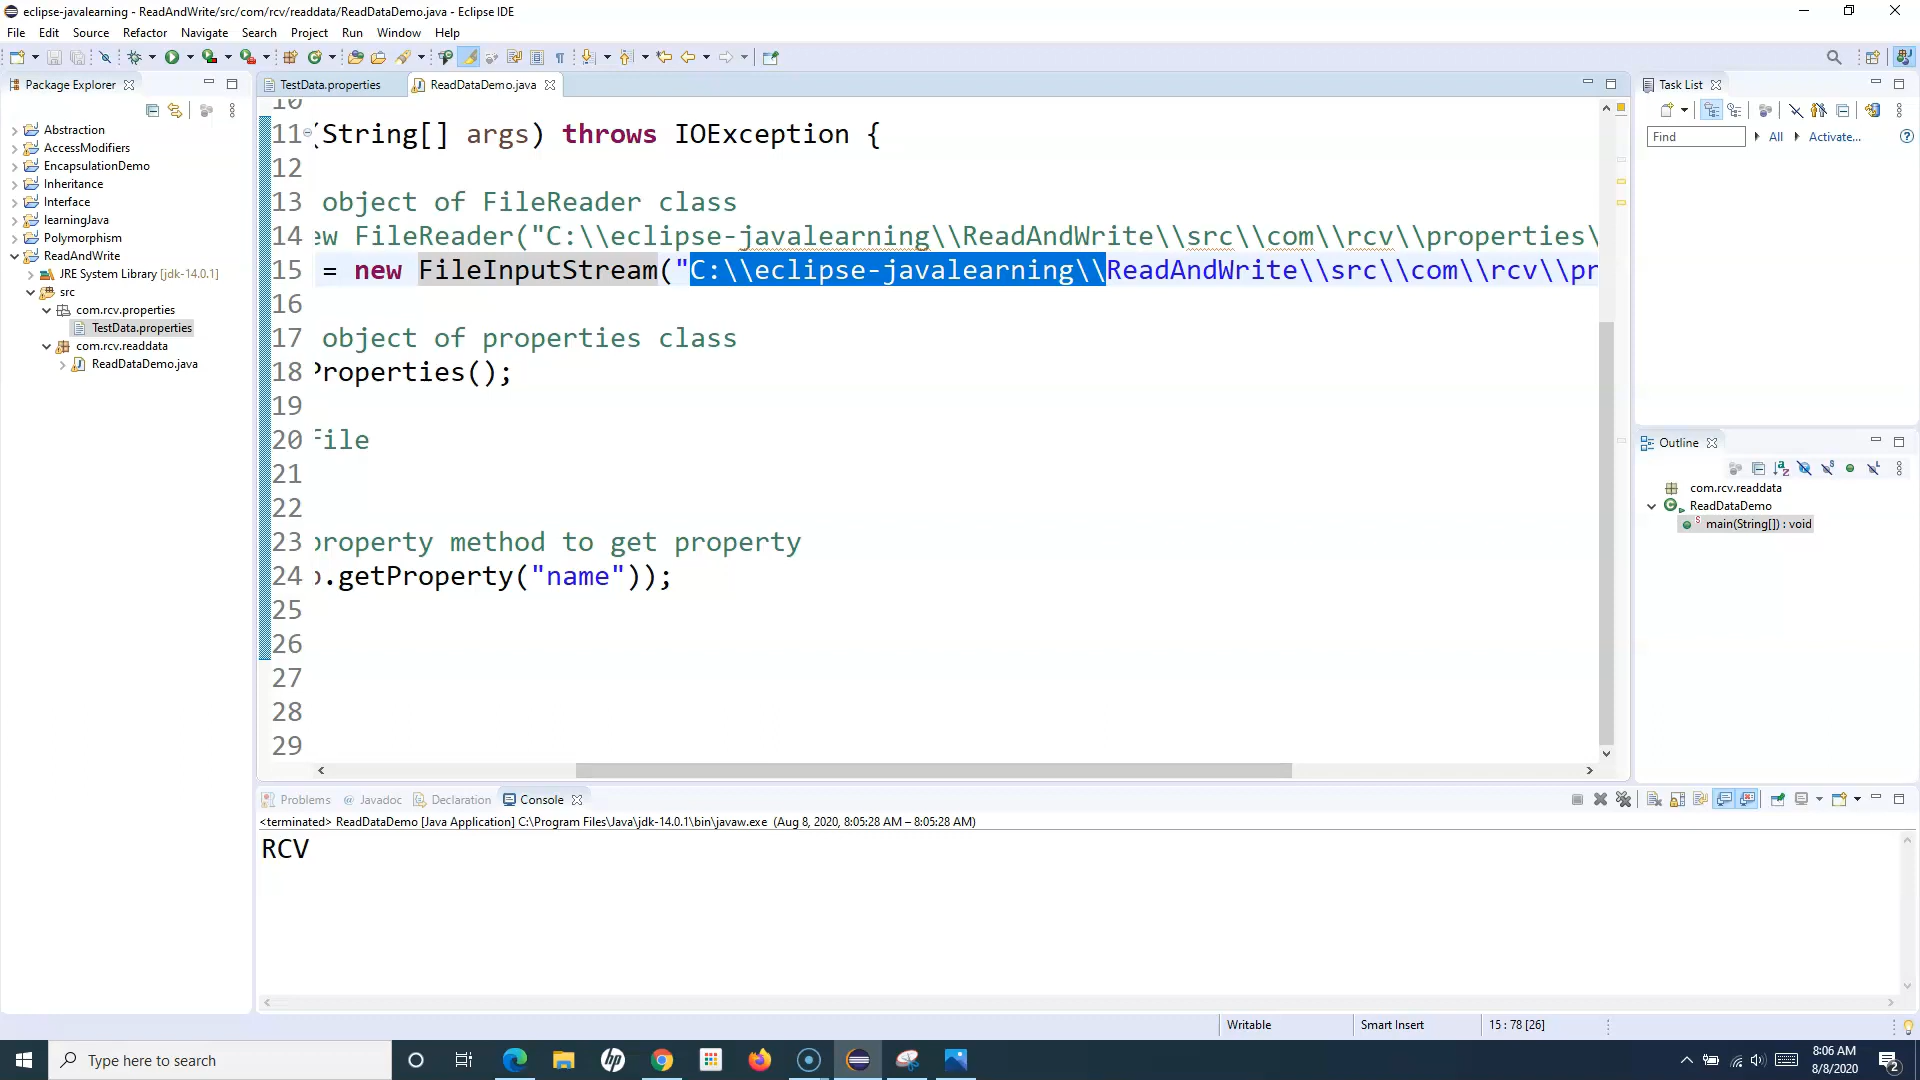 eclipse-javalearning - ReadAndWrite/src/com/rcv/readdata/ReadDataDemo.java - Eclipse IDE
File Edit Source Refactor Navigate Search Project Run Window Help
Package Explorer
Abstraction
AccessModifiers
EncapsulationDemo
Inheritance
Interface
learningJava
Polymorphism
ReadAndWrite
JRE System Library [jdk-14.0.1]
src
com.rcv.properties
TestData.properties
com.rcv.readdata
ReadDataDemo.java
TestData.properties ReadDataDemo.java
10
11 (String[] args) throws IOException {
12
13 object of FileReader class
14 ew FileReader("C:\\eclipse-javalearning\\ReadAndWrite\\src\\com\\rcv\\properties\
15 = new FileInputStream("C:\\eclipse-javalearning\\ReadAndWrite\\src\\com\\rcv\\pr
16
17 object of properties class
18 Properties();
19
20 file
21
22
23 property method to get property
24 p.getProperty("name"));
25
26
27
28
29
Problems @ Javadoc Declaration Console
<terminated> ReadDataDemo [Java Application] C:\Program Files\Java\jdk-14.0.1\bin\javaw.exe (Aug 8, 2020, 8:05:28 AM – 8:05:28 AM)
RCV
Task List
Find All Activate...
Outline
com.rcv.readdata
ReadDataDemo
main(String[]) : void
Writable Smart Insert 15 : 78 [26]
Type here to search
8:06 AM
8/8/2020
2